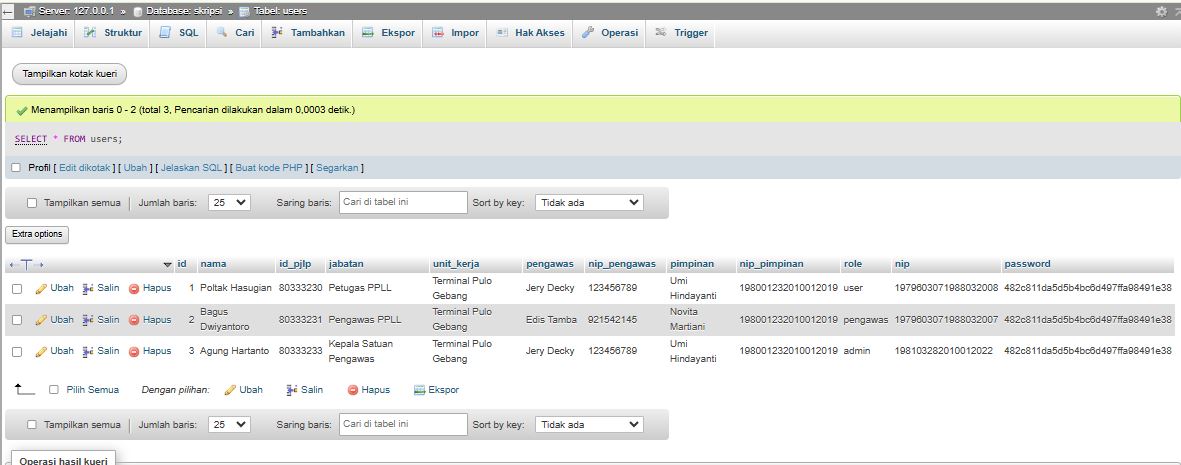 Server: 127.0.0.1 » Database: skripsi » Tabel: users
Jelajahi Struktur SQL Cari Tambahkan Ekspor Impor Hak Akses Operasi Trigger
Tampilkan kotak kueri
Menampilkan baris 0 - 2 (total 3, Pencarian dilakukan dalam 0,0003 detik.)
SELECT * FROM users;
Profil [ Edit dikotak ] [ Ubah ] [ Jelaskan SQL ] [ Buat kode PHP ] [ Segarkan ]
Tampilkan semua Jumlah baris: 25 Saring baris: Cari di tabel ini Sort by key: Tidak ada
Extra options
id nama id_pjlp jabatan unit_kerja pengawas nip_pengawas pimpinan nip_pimpinan role nip password
Ubah Salin Hapus 1 Poltak Hasugian 80333230 Petugas PPLL Terminal Pulo Gebang Jery Decky 123456789 Umi Hindayanti 198001232010012019 user 1979603071988032008 482c811da5d5b4bc6d497ffa98491e38
Ubah Salin Hapus 2 Bagus Dwiyantoro 80333231 Pengawas PPLL Terminal Pulo Gebang Edis Tamba 921542145 Novita Martiani 198001232010012019 pengawas 1979603071988032007 482c811da5d5b4bc6d497ffa98491e38
Ubah Salin Hapus 3 Agung Hartanto 80333233 Kepala Satuan Pengawas Terminal Pulo Gebang Jery Decky 123456789 Umi Hindayanti 198001232010012019 admin 198103282010012022 482c811da5d5b4bc6d497ffa98491e38
Pilih Semua Dengan pilihan: Ubah Salin Hapus Ekspor
Tampilkan semua Jumlah baris: 25 Saring baris: Cari di tabel ini Sort by key: Tidak ada
Operasi hasil kueri